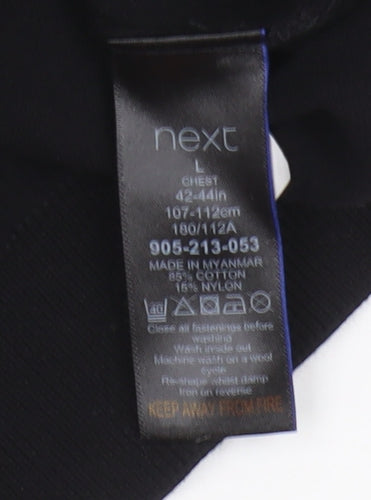 next
L
CHEST
42-44in
107-112cm
180/112A
905-213-053
MADE IN MYANMAR
85% COTTON
15% NYLON
40
Close all fastenings before
washing
Wash inside out
Machine wash on a wool
cycle
Re-shape whilst damp
Iron on reverse
KEEP AWAY FROM FIRE